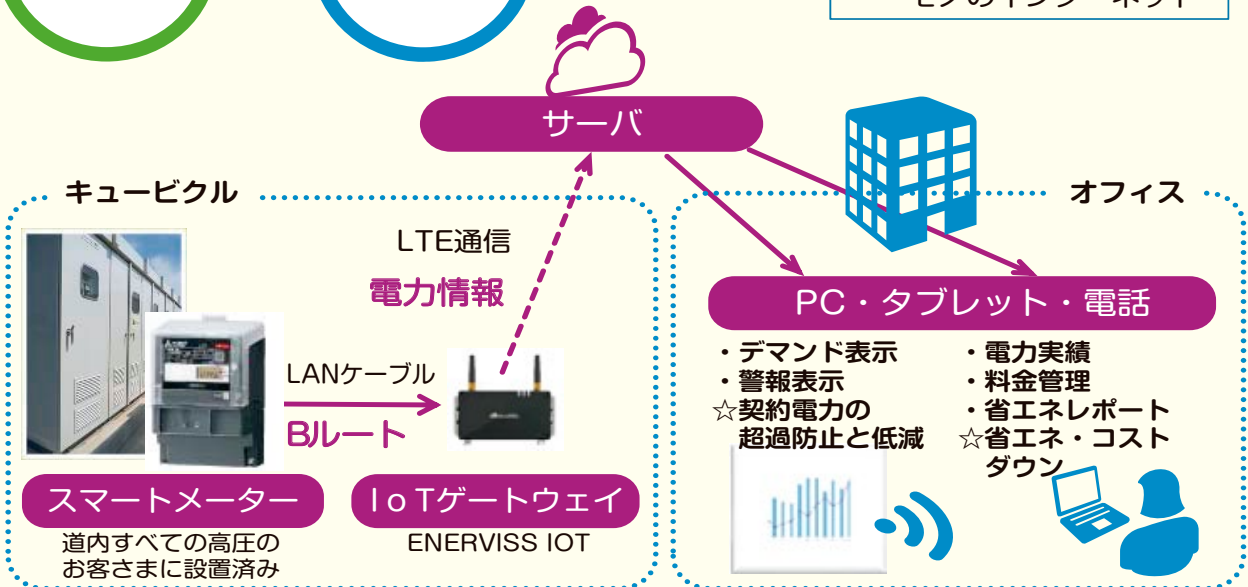 サーバ
キュービクル
オフィス
LTE通信
電力情報
LANケーブル
Bルート
スマートメーター
道内すべての高圧の
お客さまに設置済み
IoTゲートウェイ
ENERVISS IOT
PC・タブレット・電話
・デマンド表示
・警報表示
☆契約電力の
超過防止と低減
・電力実績
・料金管理
・省エネレポート
☆省エネ・コスト
ダウン